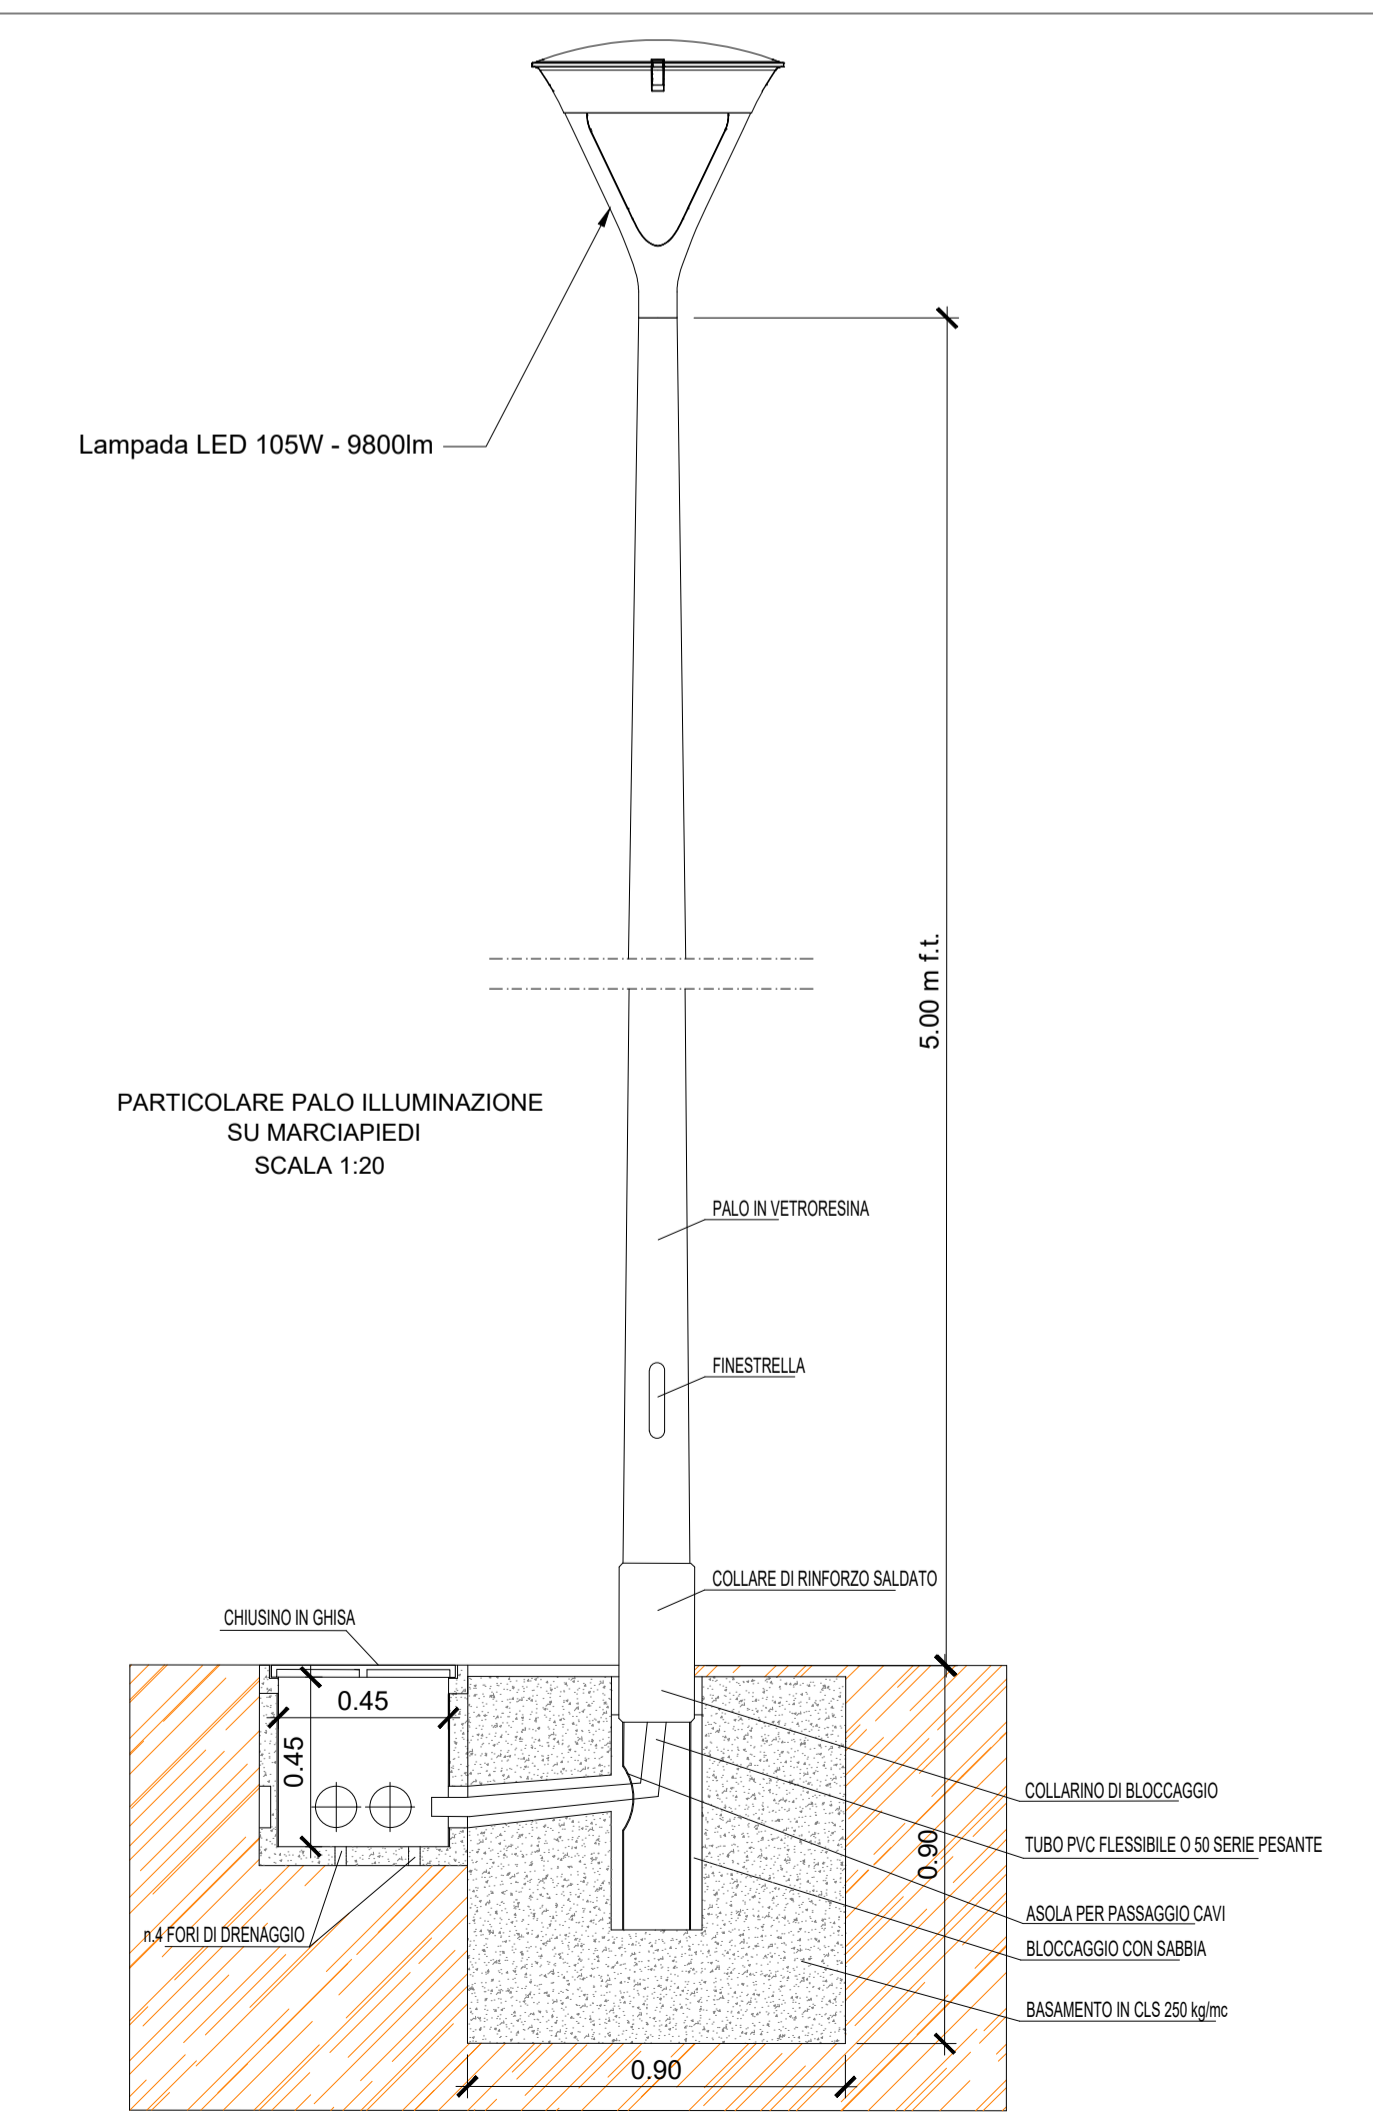 Lampada LED 105W - 9800lm
5.00 m f.t.
PARTICOLARE PALO ILLUMINAZIONE
SU MARCIAPIEDI
SCALA 1:20
PALO IN VETRORESINA
FINESTRELLA
COLLARE DI RINFORZO SALDATO
CHIUSINO IN GHISA
0.45
0.45
COLLARINO DI BLOCCAGGIO
TUBO PVC FLESSIBILE O 50 SERIE PESANTE
0.90
ASOLA PER PASSAGGIO CAVI
n.4 FORI DI DRENAGGIO
BLOCCAGGIO CON SABBIA
BASAMENTO IN CLS 250 kg/mc
0.90